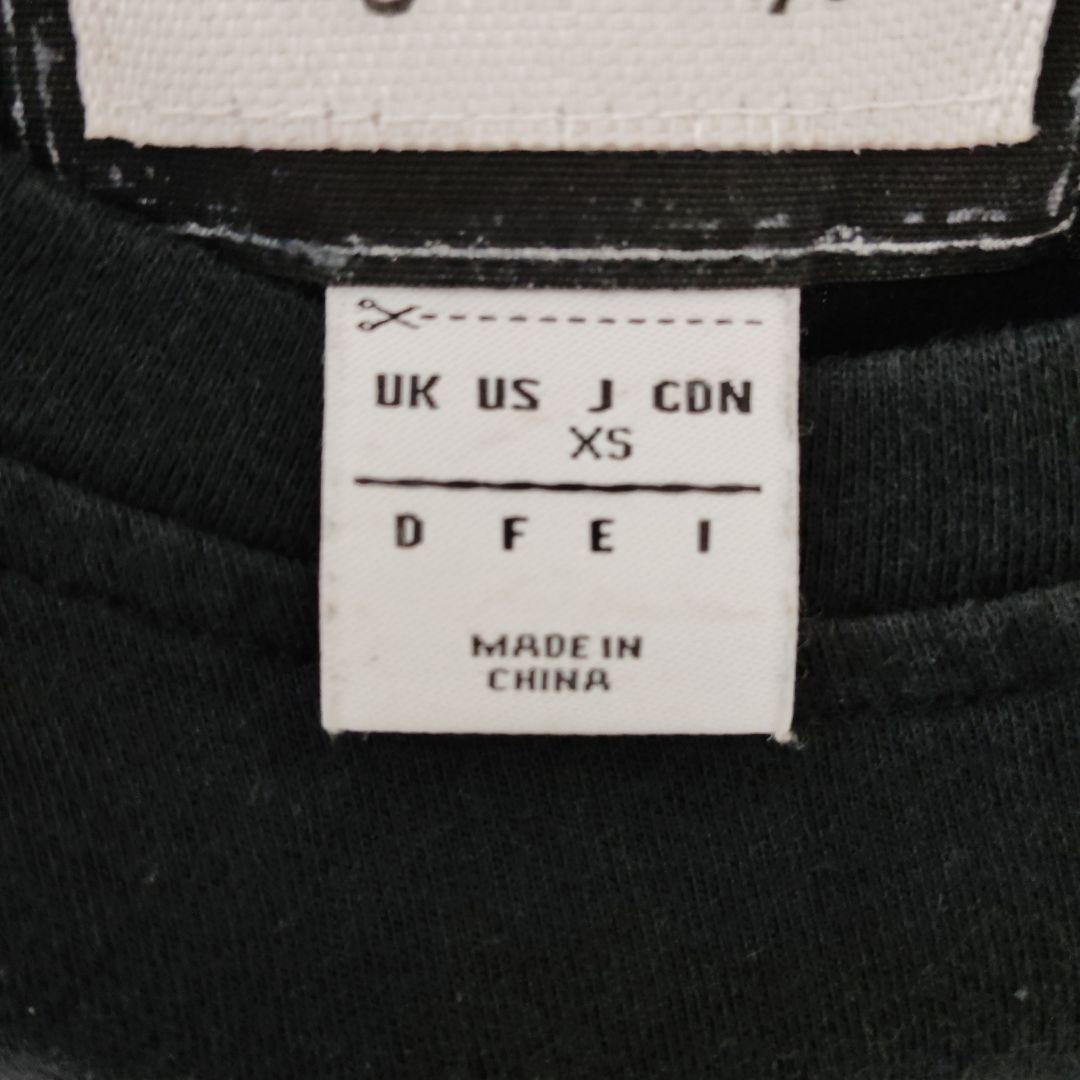 UK US J CDN
XS
D F E I
MADE IN
CHINA